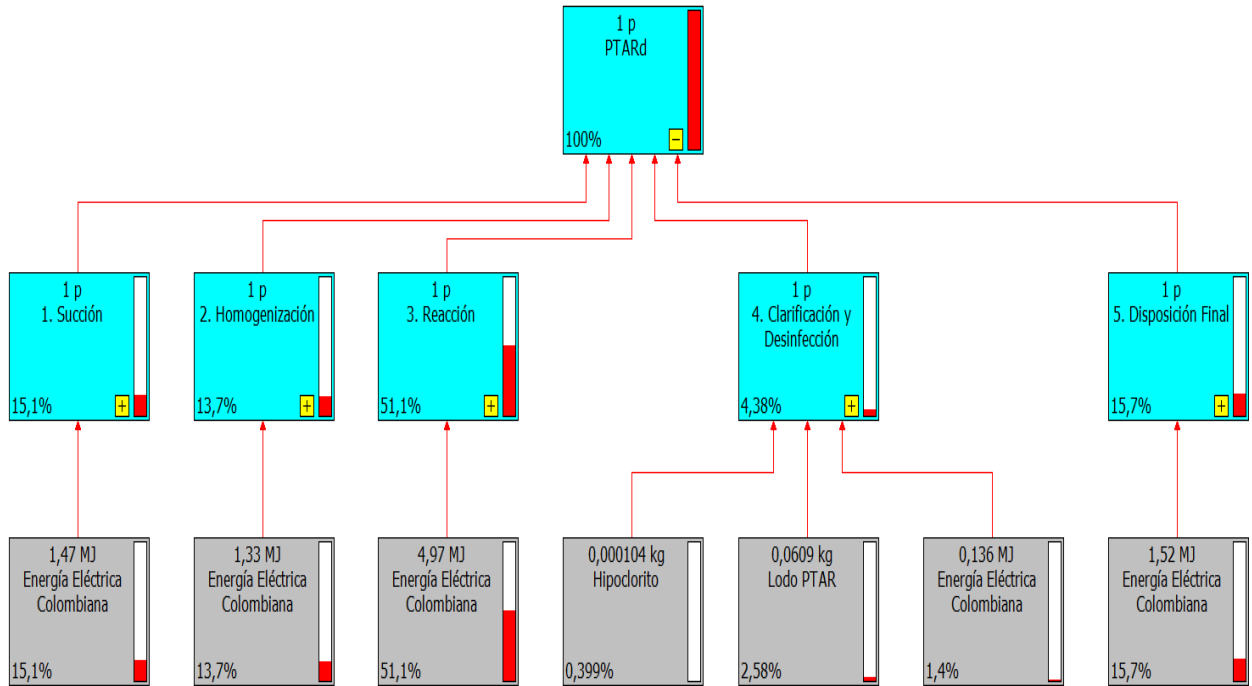 1 p
PTARd
100%
-
1 p
1. Succión
15,1%
+
1 p
2. Homogenización
13,7%
+
1 p
3. Reacción
51,1%
+
1 p
4. Clarificación y
Desinfección
4,38%
+
1 p
5. Disposición Final
15,7%
+
1,47 MJ
Energía Eléctrica
Colombiana
15,1%
1,33 MJ
Energía Eléctrica
Colombiana
13,7%
4,97 MJ
Energía Eléctrica
Colombiana
51,1%
0,000104 kg
Hipoclorito
0,399%
0,0609 kg
Lodo PTAR
2,58%
0,136 MJ
Energía Eléctrica
Colombiana
1,4%
1,52 MJ
Energía Eléctrica
Colombiana
15,7%